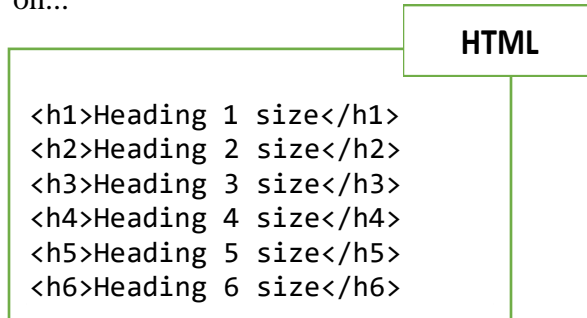 on...
HTML
<h1>Heading 1 size</h1>
<h2>Heading 2 size</h2>
<h3>Heading 3 size</h3>
<h4>Heading 4 size</h4>
<h5>Heading 5 size</h5>
<h6>Heading 6 size</h6>